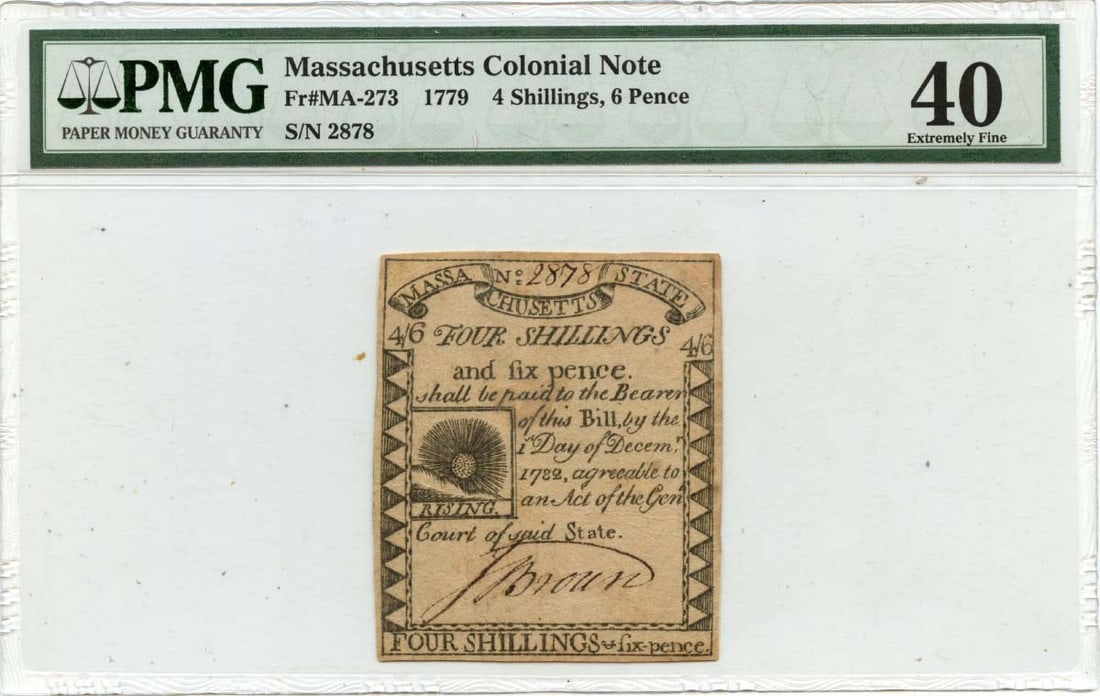 PMG
PAPER MONEY GUARANTY
Massachusetts Colonial Note
Fr#MA-273 1779 4 Shillings, 6 Pence
S/N 2878
40
Extremely Fine
MASSA No: 2878 STATE
CHUSETTS
4/6 FOUR SHILLINGS 4/6
and six pence.
shall be paid to the Bearer
of this Bill, by the
1st Day of Decem.r
1782, agreeable to
an Act of the Gen
RISING.
Court of said State.
J Brown
FOUR SHILLINGS & six-pence.